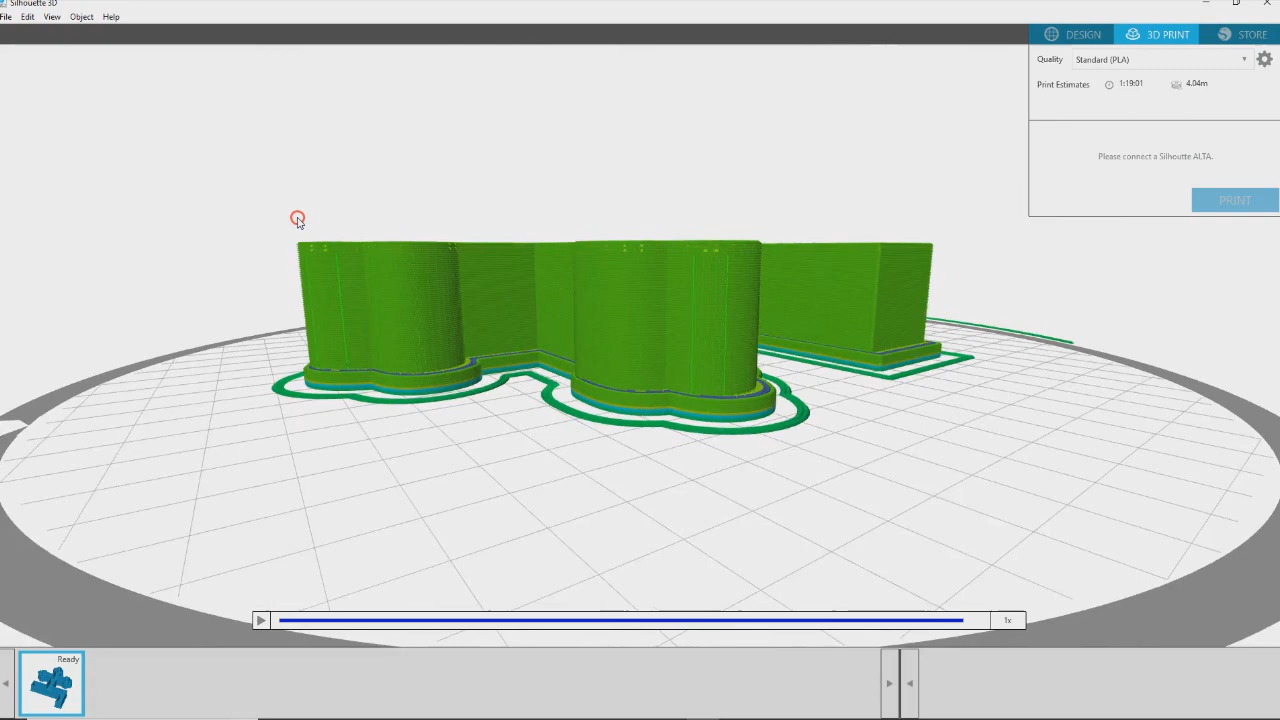 Silhouette 3D
File Edit View Object Help
DESIGN 3D PRINT STORE
Quality Standard (PLA)
Print Estimates 1:19:01 4.04m
Please connect a Silhoutte ALTA.
PRINT
1x
Ready